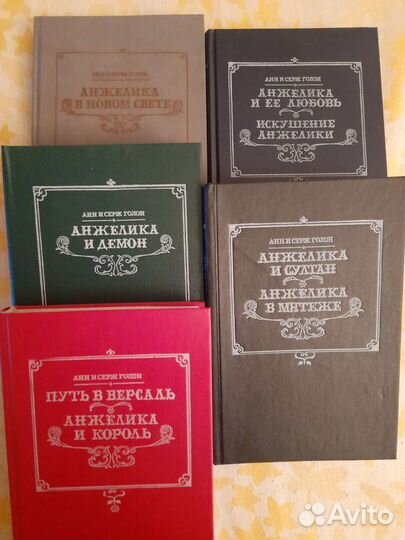 АНН И СЕРЖ ГОЛОН
АНЖЕЛИКА
В НОВОМ СВЕТЕ
АНН И СЕРЖ ГОЛОН
АНЖЕЛИКА
И ЕЕ ЛЮБОВЬ
ИСКУШЕНИЕ
АНЖЕЛИКИ
АНН И СЕРЖ ГОЛОН
АНЖЕЛИКА
И ДЕМОН
АНН И СЕРЖ ГОЛОН
АНЖЕЛИКА
И СУЛТАН
АНЖЕЛИКА
В МЯТЕЖЕ
АНН И СЕРЖ ГОЛОН
ПУТЬ В ВЕРСАЛЬ
АНЖЕЛИКА
И КОРОЛЬ
Avito